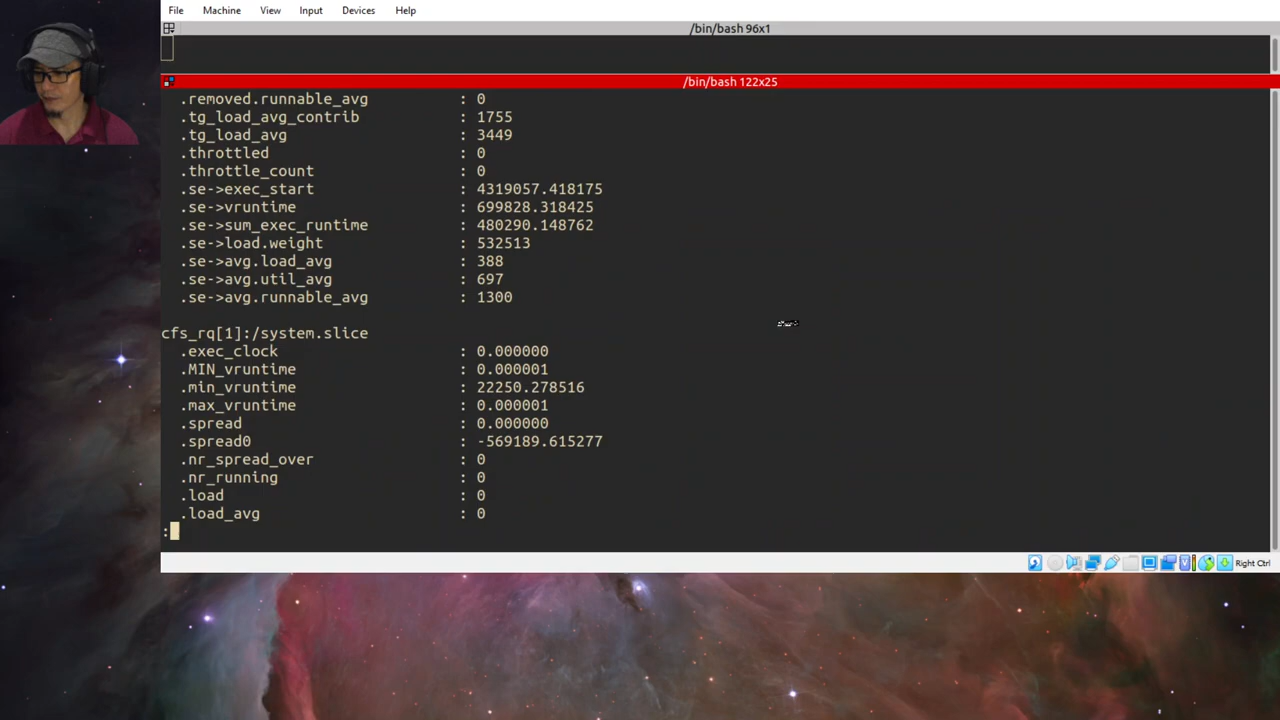 File Machine View Input Devices Help
/bin/bash 96x1
/bin/bash 122x25
.removed.runnable_avg : 0
.tg_load_avg_contrib : 1755
.tg_load_avg : 3449
.throttled : 0
.throttle_count : 0
.se->exec_start : 4319057.418175
.se->vruntime : 699828.318425
.se->sum_exec_runtime : 480290.148762
.se->load.weight : 532513
.se->avg.load_avg : 388
.se->avg.util_avg : 697
.se->avg.runnable_avg : 1300
cfs_rq[1]:/system.slice
.exec_clock : 0.000000
.MIN_vruntime : 0.000001
.min_vruntime : 22250.278516
.max_vruntime : 0.000001
.spread : 0.000000
.spread0 : -569189.615277
.nr_spread_over : 0
.nr_running : 0
.load : 0
.load_avg : 0
:
Right Ctrl